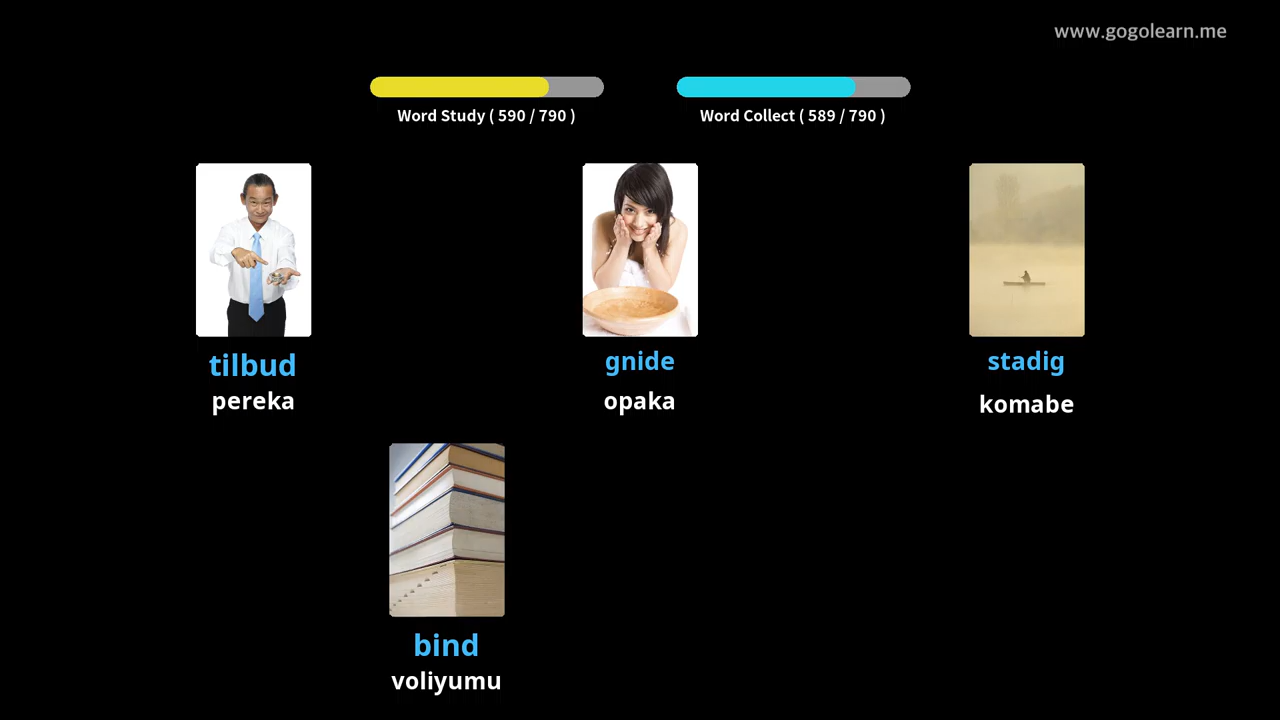 www.gogolearn.me
Word Study ( 590 / 790 )
Word Collect ( 589 / 790 )
tilbud
pereka
gnide
opaka
stadig
komabe
bind
voliyumu